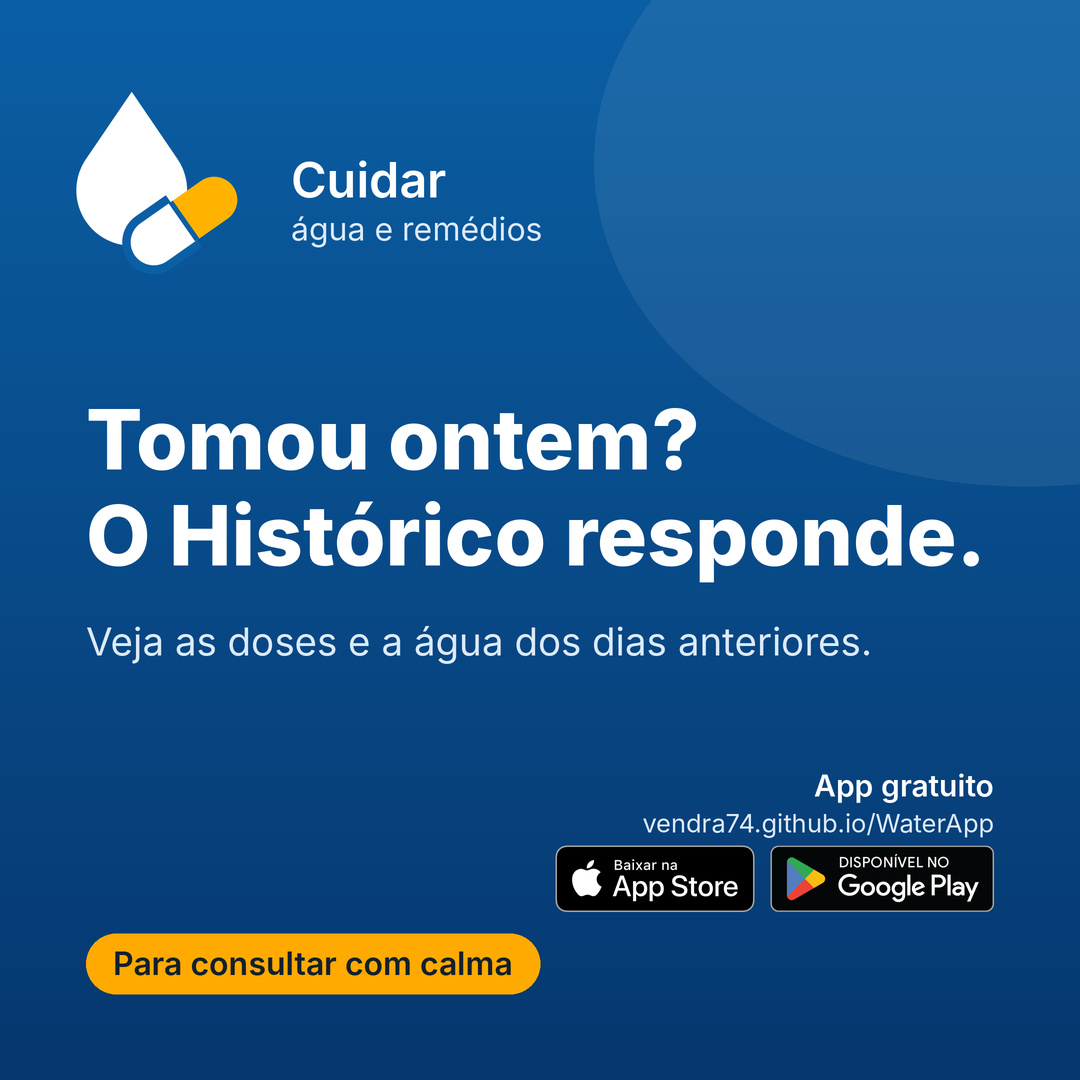 Cuidar
água e remédios
Tomou ontem?
O Histórico responde.
Veja as doses e a água dos dias anteriores.
App gratuito
vendra74.github.io/WaterApp
Baixar na
App Store
DISPONÍVEL NO
Google Play
Para consultar com calma